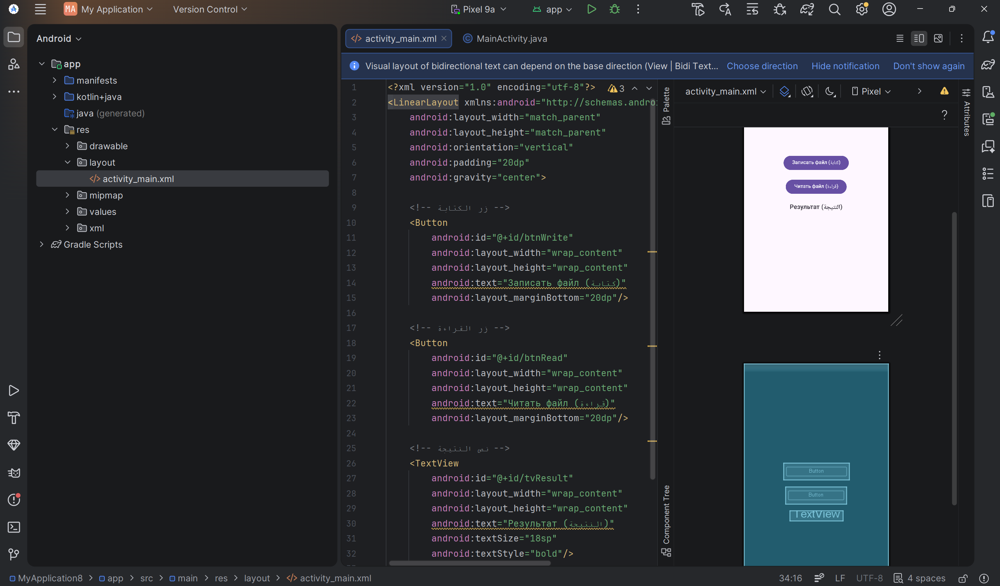 MA My Application Version Control Pixel 9a app
Android
app
manifests
kotlin+java
java (generated)
res
drawable
layout
activity_main.xml
mipmap
values
xml
Gradle Scripts
activity_main.xml MainActivity.java
Visual layout of bidirectional text can depend on the base direction (View | Bidi Text... Choose direction Hide notification Don't show again
1 <?xml version="1.0" encoding="utf-8"?> 3
2 <LinearLayout xmlns:android="http://schemas.androi
3 android:layout_width="match_parent"
4 android:layout_height="match_parent"
5 android:orientation="vertical"
6 android:padding="20dp"
7 android:gravity="center">
8
9 <!-- زر الكتابة -->
10 <Button
11 android:id="@+id/btnWrite"
12 android:layout_width="wrap_content"
13 android:layout_height="wrap_content"
14 android:text="Записать файл (كتابة)"
15 android:layout_marginBottom="20dp"/>
16
17 <!-- زر القراءة -->
18 <Button
19 android:id="@+id/btnRead"
20 android:layout_width="wrap_content"
21 android:layout_height="wrap_content"
22 android:text="Читать файл (قراءة)"
23 android:layout_marginBottom="20dp"/>
24
25 <!-- نص النتيجة -->
26 <TextView
27 android:id="@+id/tvResult"
28 android:layout_width="wrap_content"
29 android:layout_height="wrap_content"
30 android:text="Результат (النتيجة)"
31 android:textSize="18sp"
32 android:textStyle="bold"/>
Palette
Component Tree
activity_main.xml Pixel
?
Attributes
Записать файл (كتابة)
Читать файл (قراءة)
Результат (النتيجة)
Button
Button
TextView
MyApplication8 > app > src > main > res > layout > activity_main.xml
34:16 LF UTF-8 4 spaces